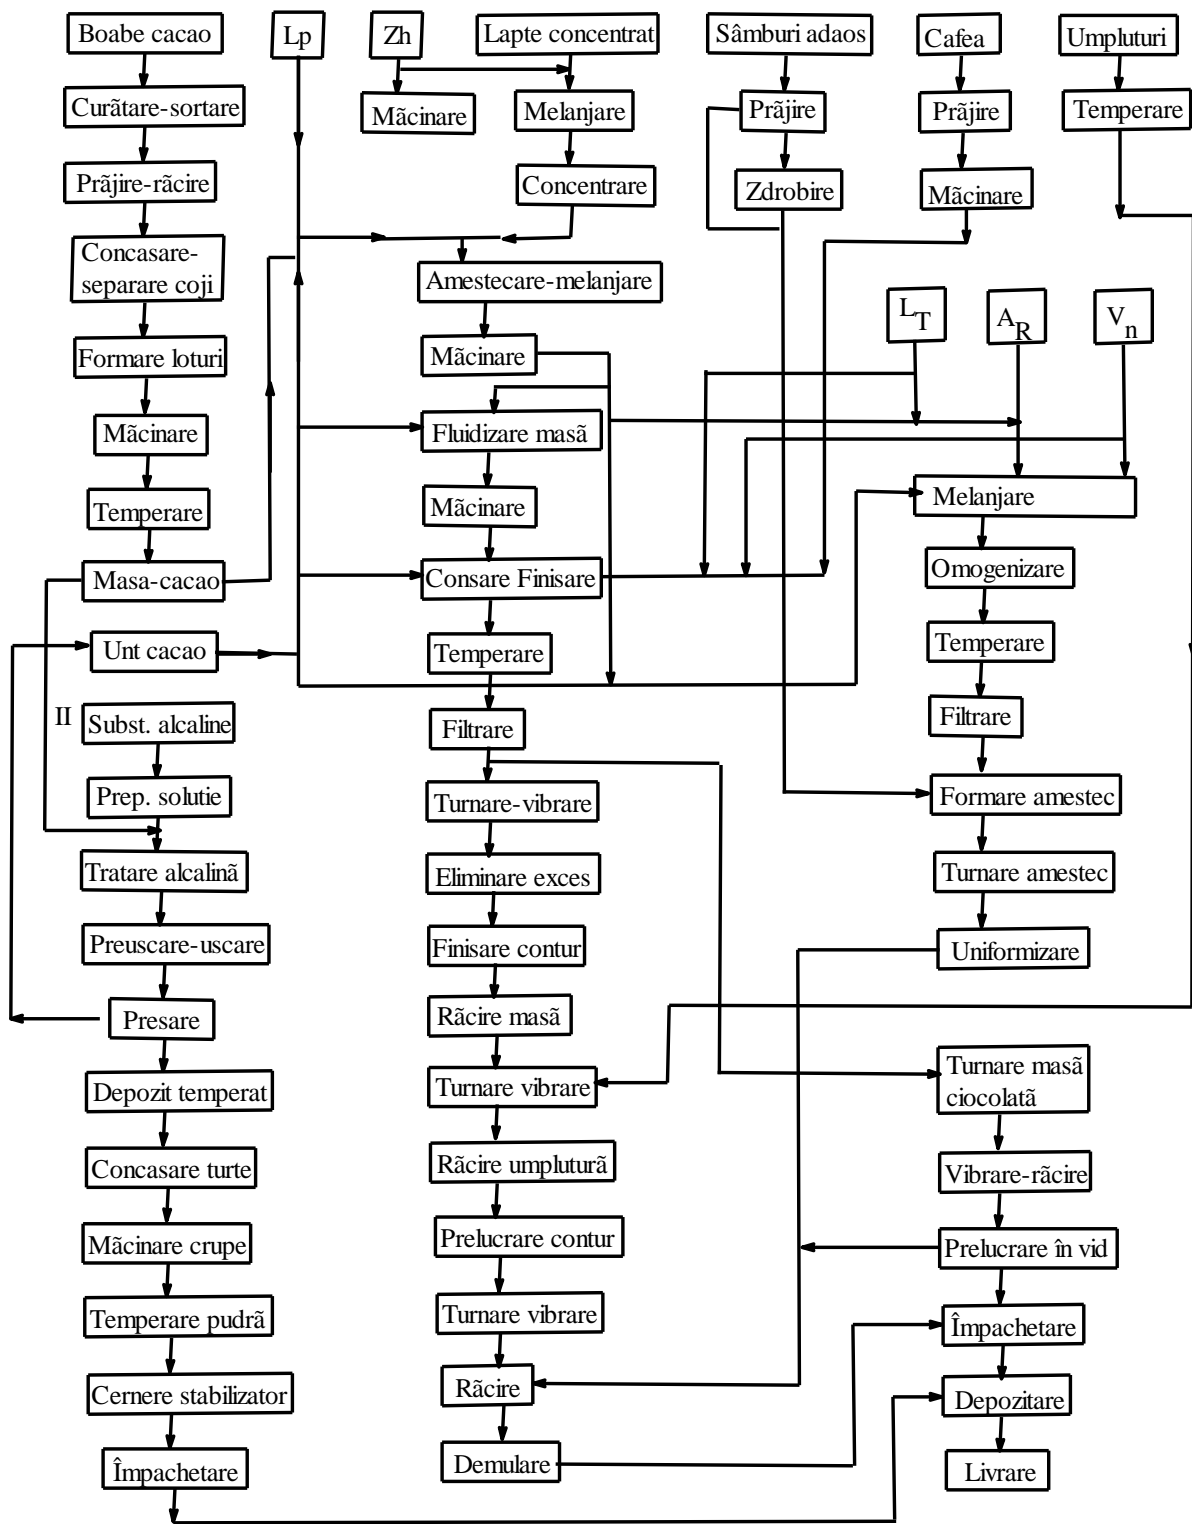 Boabe cacao
Lp
Zh
Lapte concentrat
Sâmburi adaos
Cafea
Umpluturi
Curãtare-sortare
Mãcinare
Melanjare
Prãjire
Prãjire
Temperare
Prãjire-rãcire
Concentrare
Zdrobire
Mãcinare
Concasare-
separare coji
Amestecare-melanjare
Formare loturi
Mãcinare
LT
AR
Vn
Mãcinare
Fluidizare masã
Temperare
Mãcinare
Melanjare
Masa-cacao
Consare Finisare
Omogenizare
Unt cacao
Temperare
Temperare
II
Subst. alcaline
Filtrare
Filtrare
Prep. solutie
Turnare-vibrare
Formare amestec
Tratare alcalinã
Eliminare exces
Turnare amestec
Preuscare-uscare
Finisare contur
Uniformizare
Presare
Rãcire masã
Depozit temperat
Turnare vibrare
Turnare masã
ciocolatã
Concasare turte
Rãcire umpluturã
Vibrare-rãcire
Mãcinare crupe
Prelucrare contur
Prelucrare în vid
Temperare pudrã
Turnare vibrare
Împachetare
Cernere stabilizator
Rãcire
Depozitare
Împachetare
Demulare
Livrare